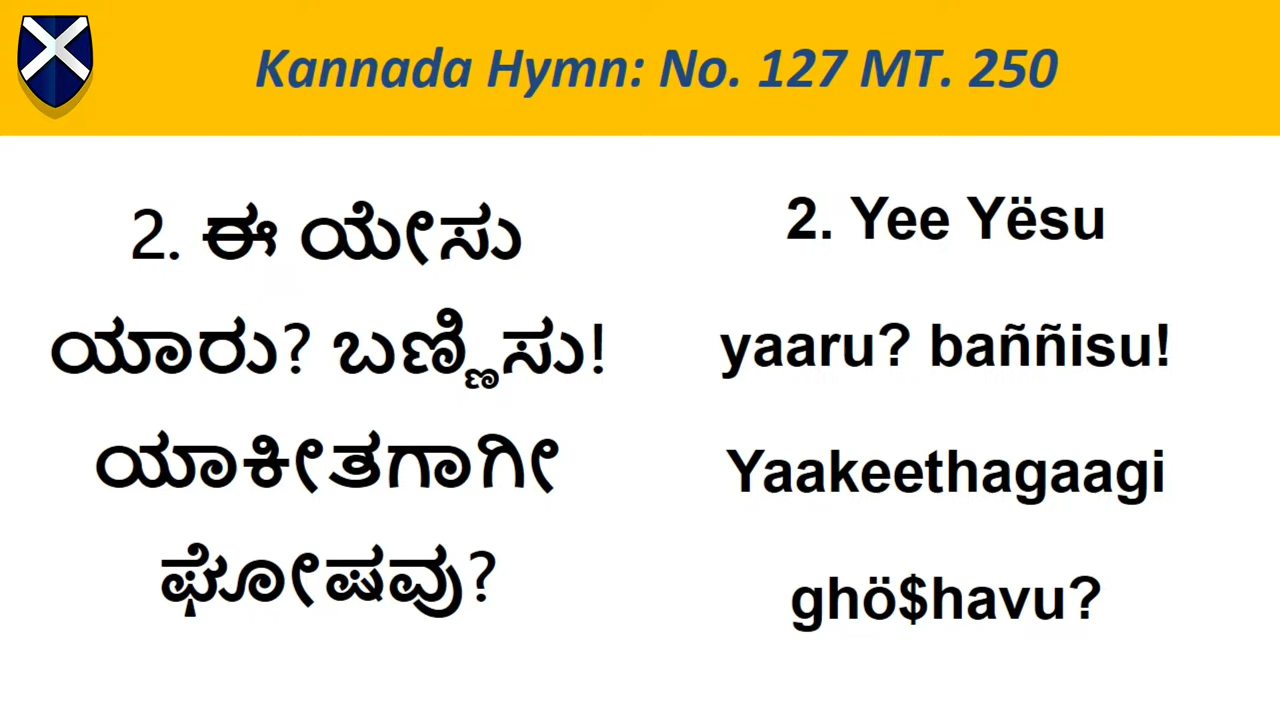 Kannada Hymn: No. 127 MT. 250
2. ಈ ಯೇಸು
ಯಾರು? ಬಣ್ಣಿಸು!
ಯಾಕೀತಗಾಗೀ
ಘೋಷವು?
2. Yee Yësu
yaaru? baññisu!
Yaakeethagaagi
ghö$havu?